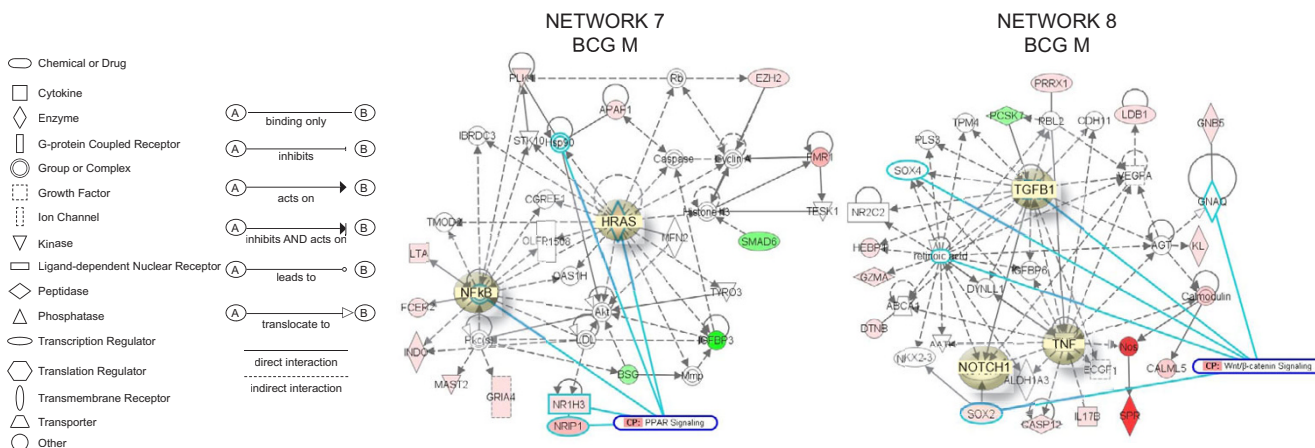 Chemical or Drug
Cytokine
Enzyme
G-protein Coupled Receptor
Group or Complex
Growth Factor
Ion Channel
Kinase
Ligand-dependent Nuclear Receptor
Peptidase
Phosphatase
Transcription Regulator
Translation Regulator
Transmembrane Receptor
Transporter
Other
A B
binding only
A B
inhibits
A B
acts on
A B
inhibits AND acts on
A B
leads to
A B
translocate to
direct interaction
indirect interaction
NETWORK 7
BCG M
Rb
EZH2
APAF1
IBRDC3
STK10
Hsp90
Caspase
Cyclin A
TESK1
Histone h3
CGREF1
HRAS
MFN2
SMAD6
OAS1H
LTA
NFkB
TYRO3
FCER2
Akt
LDL
IGFBP3
INDO
MAST2
BSG
Mmp
GRIA4
NR1H3
NRIP1
CP: PPAR Signaling
NETWORK 8
BCG M
PRRX1
PCSK7
RBL2
CDH11
LDB1
GNB5
TPM4
PLS3
VEGFA
SOX4
TGFB1
GNAQ
NR2C2
AGT
KL
retinoic acid
IGFBP6
GZMA
DYNLL1
ABCA1
Calmodulin
DTNB
TNF
Nos
NKX2-3
NOTCH1
ALDH1A3
ECGF1
CALML5
CP: Wnt/β-catenin Signaling
SOX2
CASP12
IL17B
SPR